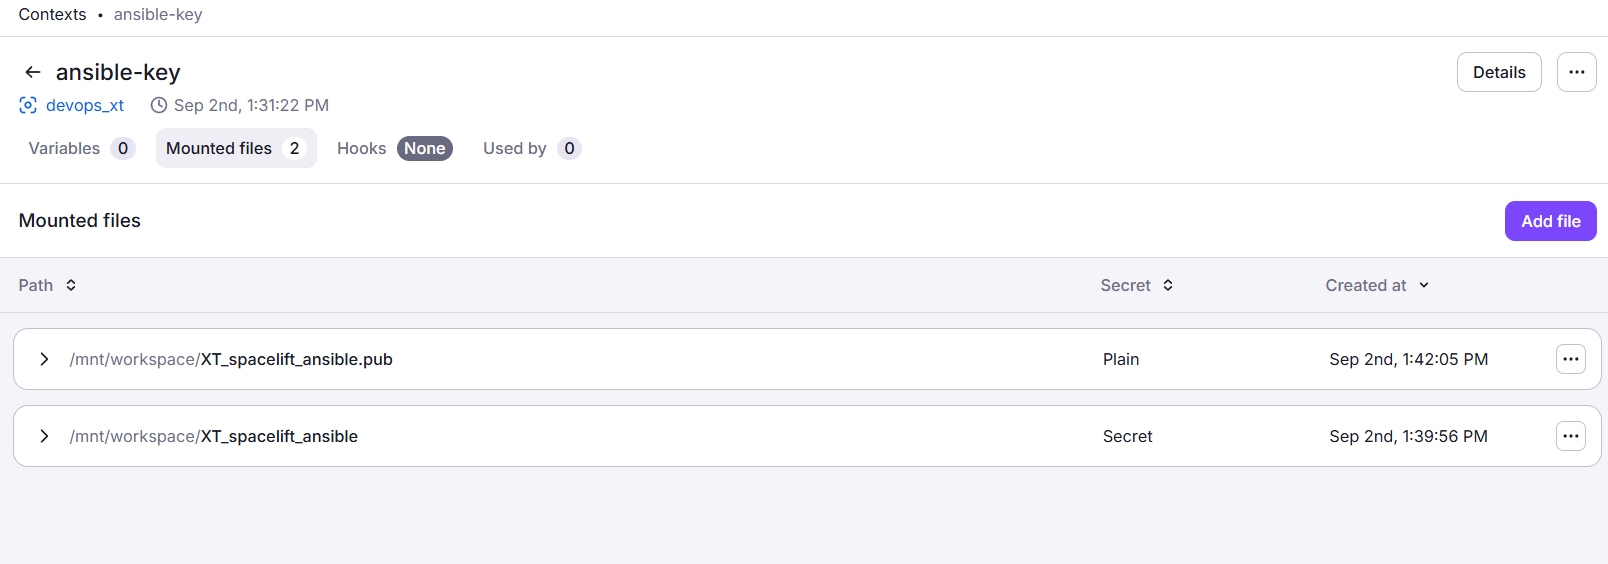 Contexts • ansible-key
ansible-key
Details
devops_xt Sep 2nd, 1:31:22 PM
Variables 0 Mounted files 2 Hooks None Used by 0
Mounted files
Add file
Path Secret Created at
/mnt/workspace/XT_spacelift_ansible.pub Plain Sep 2nd, 1:42:05 PM
/mnt/workspace/XT_spacelift_ansible Secret Sep 2nd, 1:39:56 PM